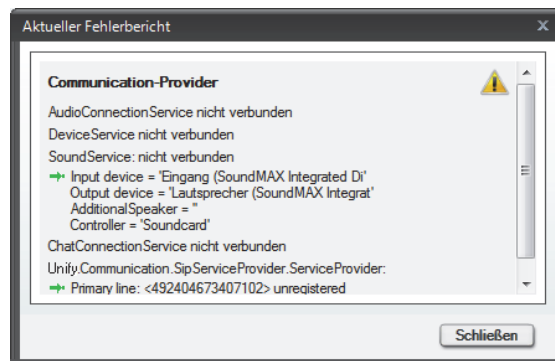 Aktueller Fehlerbericht
Communication-Provider
AudioConnectionService nicht verbunden
DeviceService nicht verbunden
SoundService: nicht verbunden
Input device = 'Eingang (SoundMAX Integrated Di'
Output device = 'Lautsprecher (SoundMAX Integrat'
AdditionalSpeaker = ''
Controller = 'Soundcard'
ChatConnectionService nicht verbunden
Unify.Communication.SipServiceProvider.ServiceProvider:
Primary line: <492404673407102> unregistered
Schließen